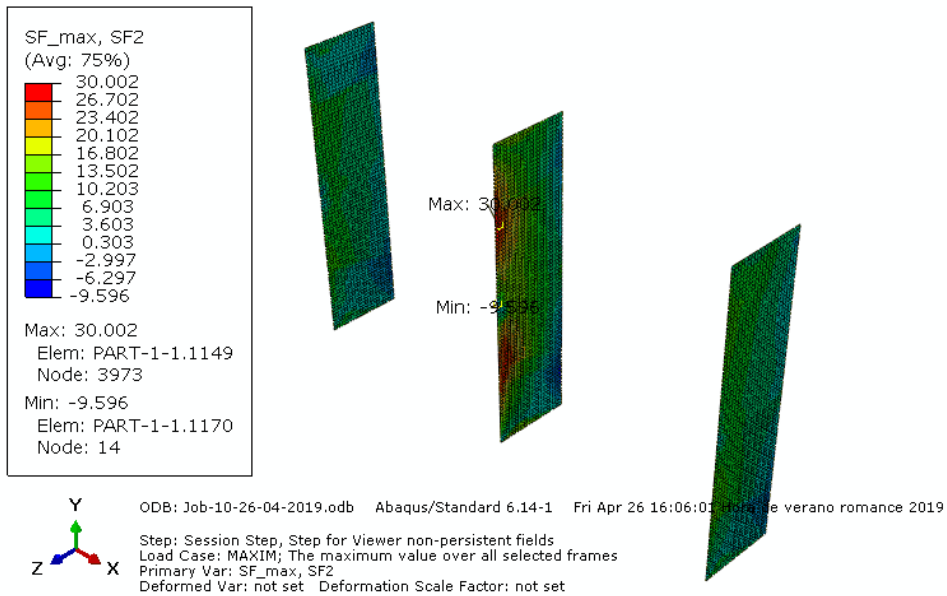 SF_max, SF2
(Avg: 75%)
30.002
26.702
23.402
20.102
16.802
13.502
10.203
6.903
3.603
0.303
-2.997
-6.297
-9.596
Max: 30.002
Elem: PART-1-1.1149
Node: 3973
Min: -9.596
Elem: PART-1-1.1170
Node: 14
Max: 30.002
Min: -9.596
Y
Z
X
ODB: Job-10-26-04-2019.odb Abaqus/Standard 6.14-1 Fri Apr 26 16:06:01 Hora de verano romance 2019
Step: Session Step, Step for Viewer non-persistent fields
Load Case: MAXIM; The maximum value over all selected frames
Primary Var: SF_max, SF2
Deformed Var: not set Deformation Scale Factor: not set